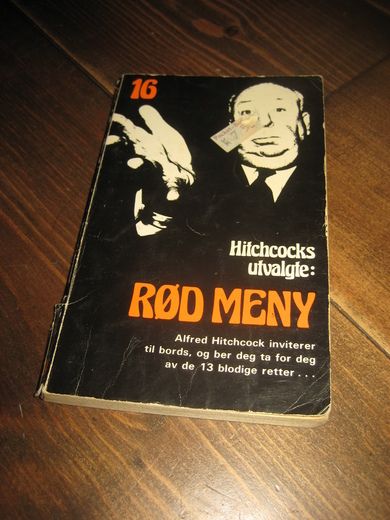 16
Hitchcocks
utvalgte:
RØD MENY
Alfred Hitchcock inviterer
til bords, og ber deg ta for deg
av de 13 blodige retter...